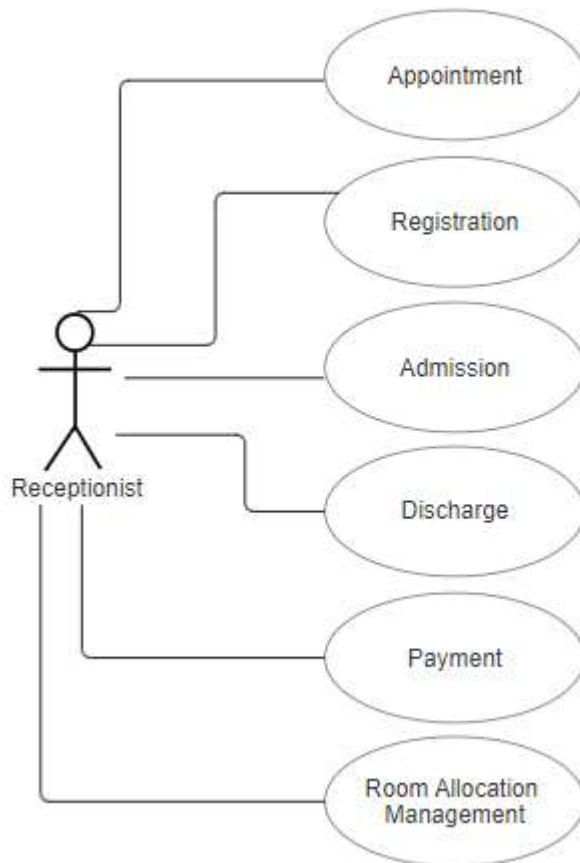 Appointment
Registration
Admission
Receptionist
Discharge
Payment
Room Allocation
Management